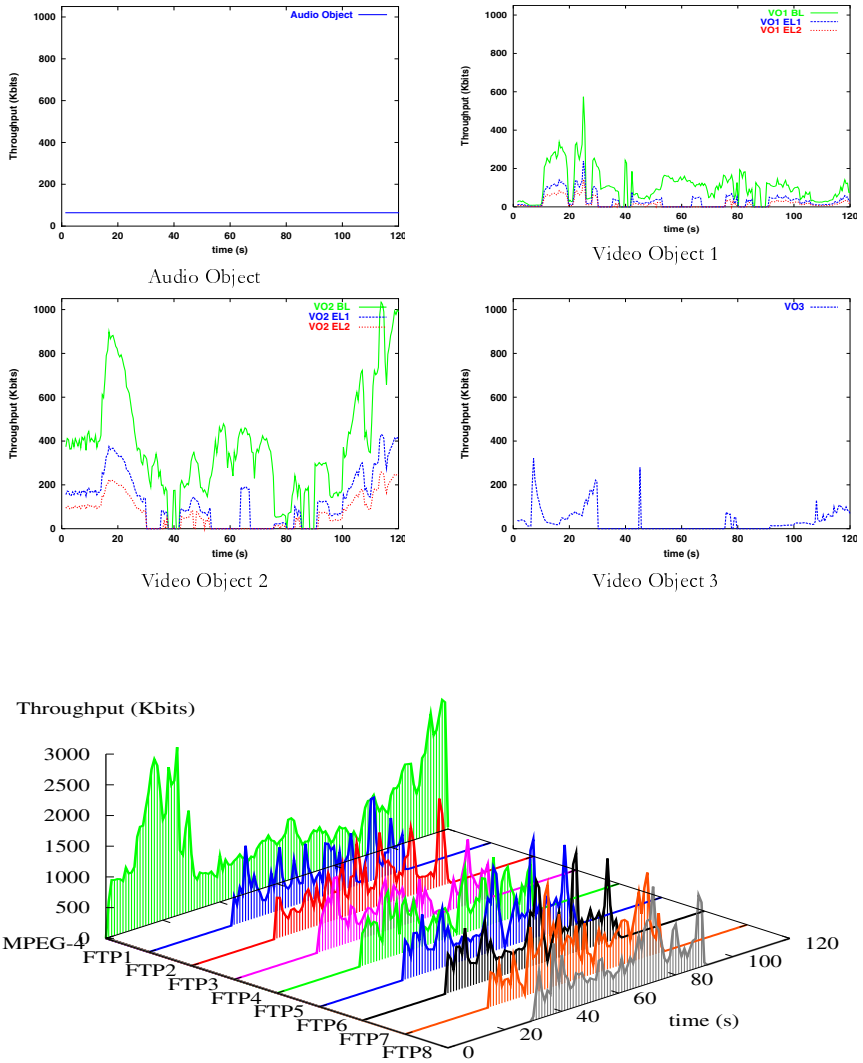 Audio Object
Throughput (Kbits)
1000
800
600
400
200
0
0 20 40 60 80 100 120
time (s)
Audio Object
VO1 BL
VO1 EL1
VO1 EL2
Throughput (Kbits)
1000
800
600
400
200
0
0 20 40 60 80 100 120
time (s)
Video Object 1
VO2 BL
VO2 EL1
VO2 EL2
Throughput (Kbits)
1000
800
600
400
200
0
0 20 40 60 80 100 120
time (s)
Video Object 2
VO3
Throughput (Kbits)
1000
800
600
400
200
0
0 20 40 60 80 100 120
time (s)
Video Object 3
Throughput (Kbits)
3000
2500
2000
1500
1000
500
0
MPEG-4
FTP1
FTP2
FTP3
FTP4
FTP5
FTP6
FTP7
FTP8
0
20
40
60
80
100
120
time (s)